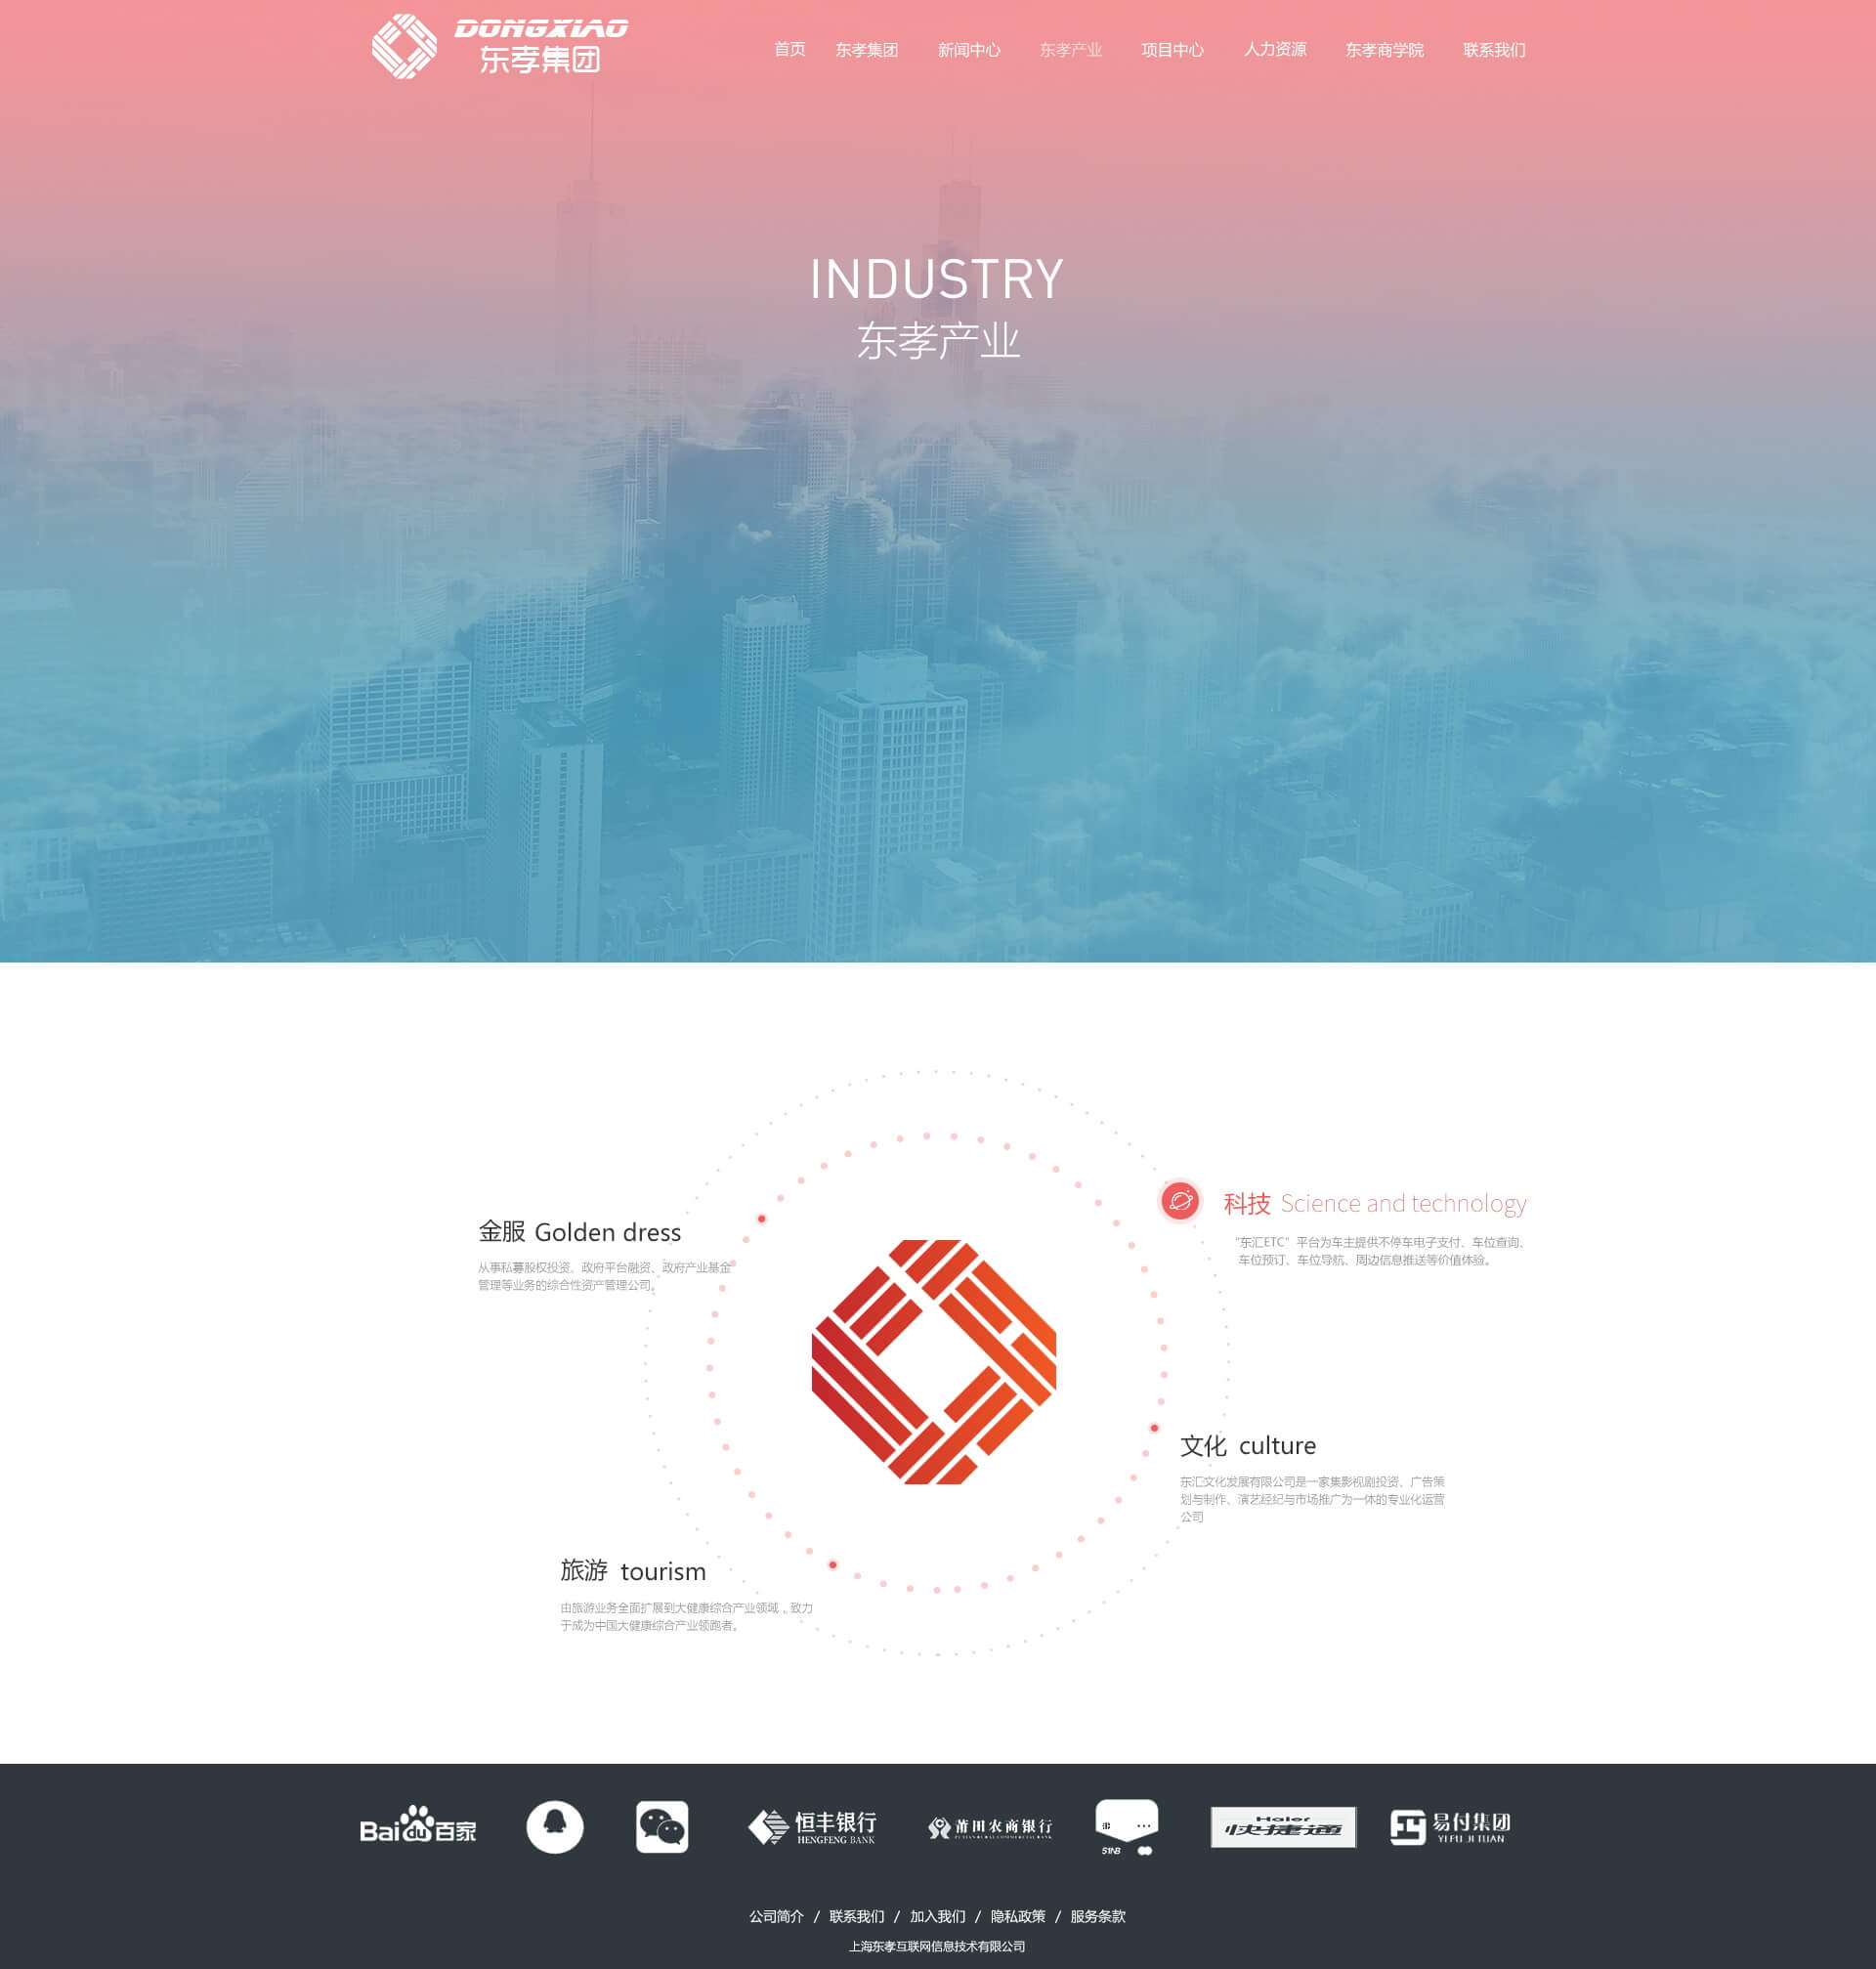 DONGXIAO
东孝集团
首页 东孝集团 新闻中心 东孝产业 项目中心 人力资源 东孝商学院 联系我们
INDUSTRY
东孝产业
科技 Science and technology
“东汇ETC”平台为车主提供不停车电子支付、车位查询、
车位预订、车位导航、周边信息推送等价值体验。
金服 Golden dress
从事私募股权投资、政府平台融资、政府产业基金
管理等业务的综合性资产管理公司。
文化 culture
东汇文化发展有限公司是一家集影视剧投资、广告策
划与制作、演艺经纪与市场推广为一体的专业化运营
公司
旅游 tourism
由旅游业务全面扩展到大健康综合产业领域，致力
于成为中国大健康综合产业领跑者。
Bai du 百家
恒丰银行
HENGFENG BANK
莆田农商银行
51NB
Haier
快捷通
易付集团
YI FU JI TUAN
公司简介 / 联系我们 / 加入我们 / 隐私政策 / 服务条款
上海东孝互联网信息技术有限公司